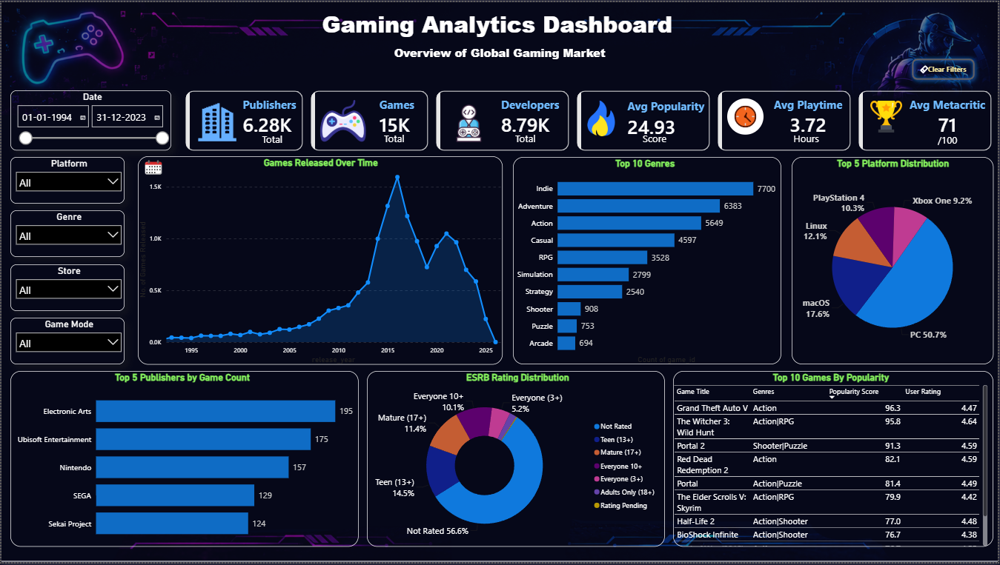 Gaming Analytics Dashboard
Overview of Global Gaming Market
Clear Filters
Date
01-01-1994
31-12-2023
Publishers
6.28K
Total
Games
15K
Total
Developers
8.79K
Total
Avg Popularity
24.93
Score
Avg Playtime
3.72
Hours
Avg Metacritic
71
/100
Platform
All
Genre
All
Store
All
Game Mode
All
Games Released Over Time
No. of Games Released
1.5K
1.0K
0.5K
0.0K
1995 2000 2005 2010 2015 2020 2025
release_year
Top 10 Genres
Indie 7700
Adventure 6383
Action 5649
Casual 4597
RPG 3528
Simulation 2799
Strategy 2540
Shooter 908
Puzzle 753
Arcade 694
Count of game_id
Top 5 Platform Distribution
PlayStation 4
10.3%
Xbox One 9.2%
Linux
12.1%
macOS
17.6%
PC 50.7%
Top 5 Publishers by Game Count
Electronic Arts 195
Ubisoft Entertainment 175
Nintendo 157
SEGA 129
Sekai Project 124
ESRB Rating Distribution
Everyone 10+
10.1%
Everyone (3+)
5.2%
Mature (17+)
11.4%
Teen (13+)
14.5%
Not Rated 56.6%
Not Rated
Teen (13+)
Mature (17+)
Everyone 10+
Everyone (3+)
Adults Only (18+)
Rating Pending
Top 10 Games By Popularity
Game Title Genres Popularity Score User Rating
Grand Theft Auto V Action 96.3 4.47
The Witcher 3: Action|RPG 95.8 4.64
Wild Hunt
Portal 2 Shooter|Puzzle 91.3 4.59
Red Dead Action 82.1 4.59
Redemption 2
Portal Action|Puzzle 81.4 4.49
The Elder Scrolls V: Action|RPG 79.9 4.42
Skyrim
Half-Life 2 Action|Shooter 77.0 4.48
BioShock Infinite Action|Shooter 76.7 4.38